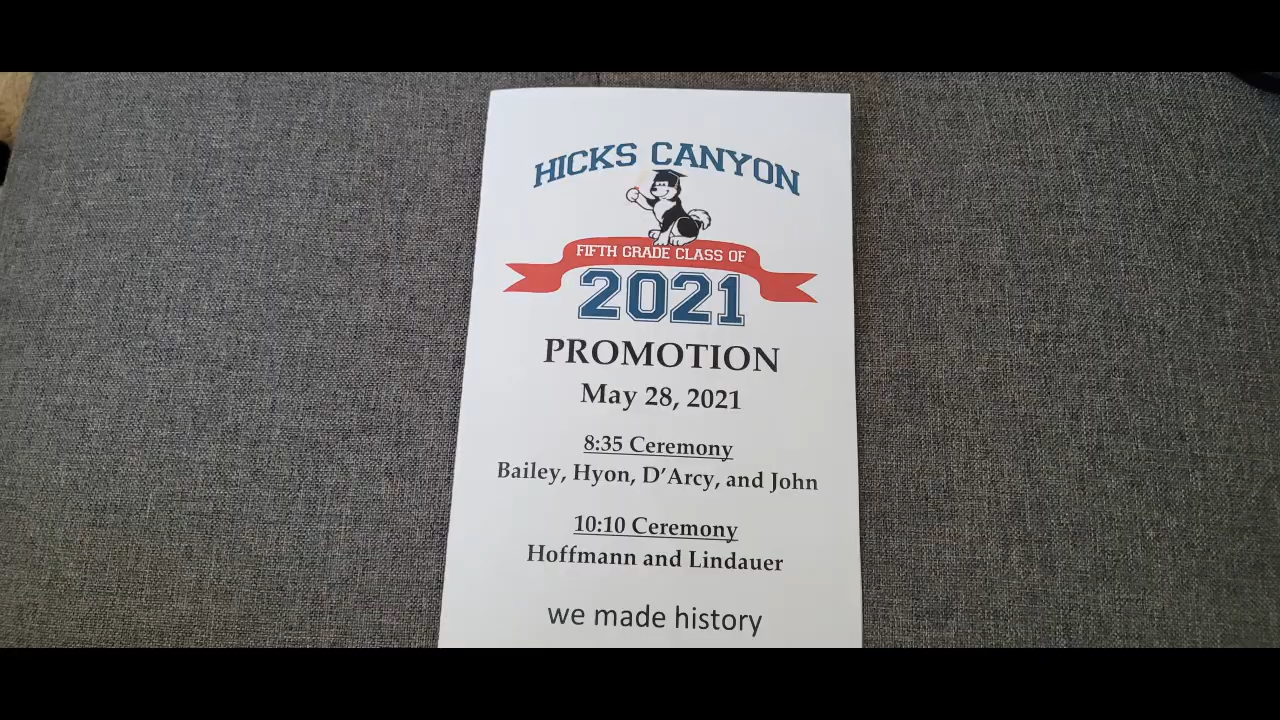 HICKS CANYON
FIFTH GRADE CLASS OF
2021
PROMOTION
May 28, 2021
8:35 Ceremony
Bailey, Hyon, D’Arcy, and John
10:10 Ceremony
Hoffmann and Lindauer
we made history